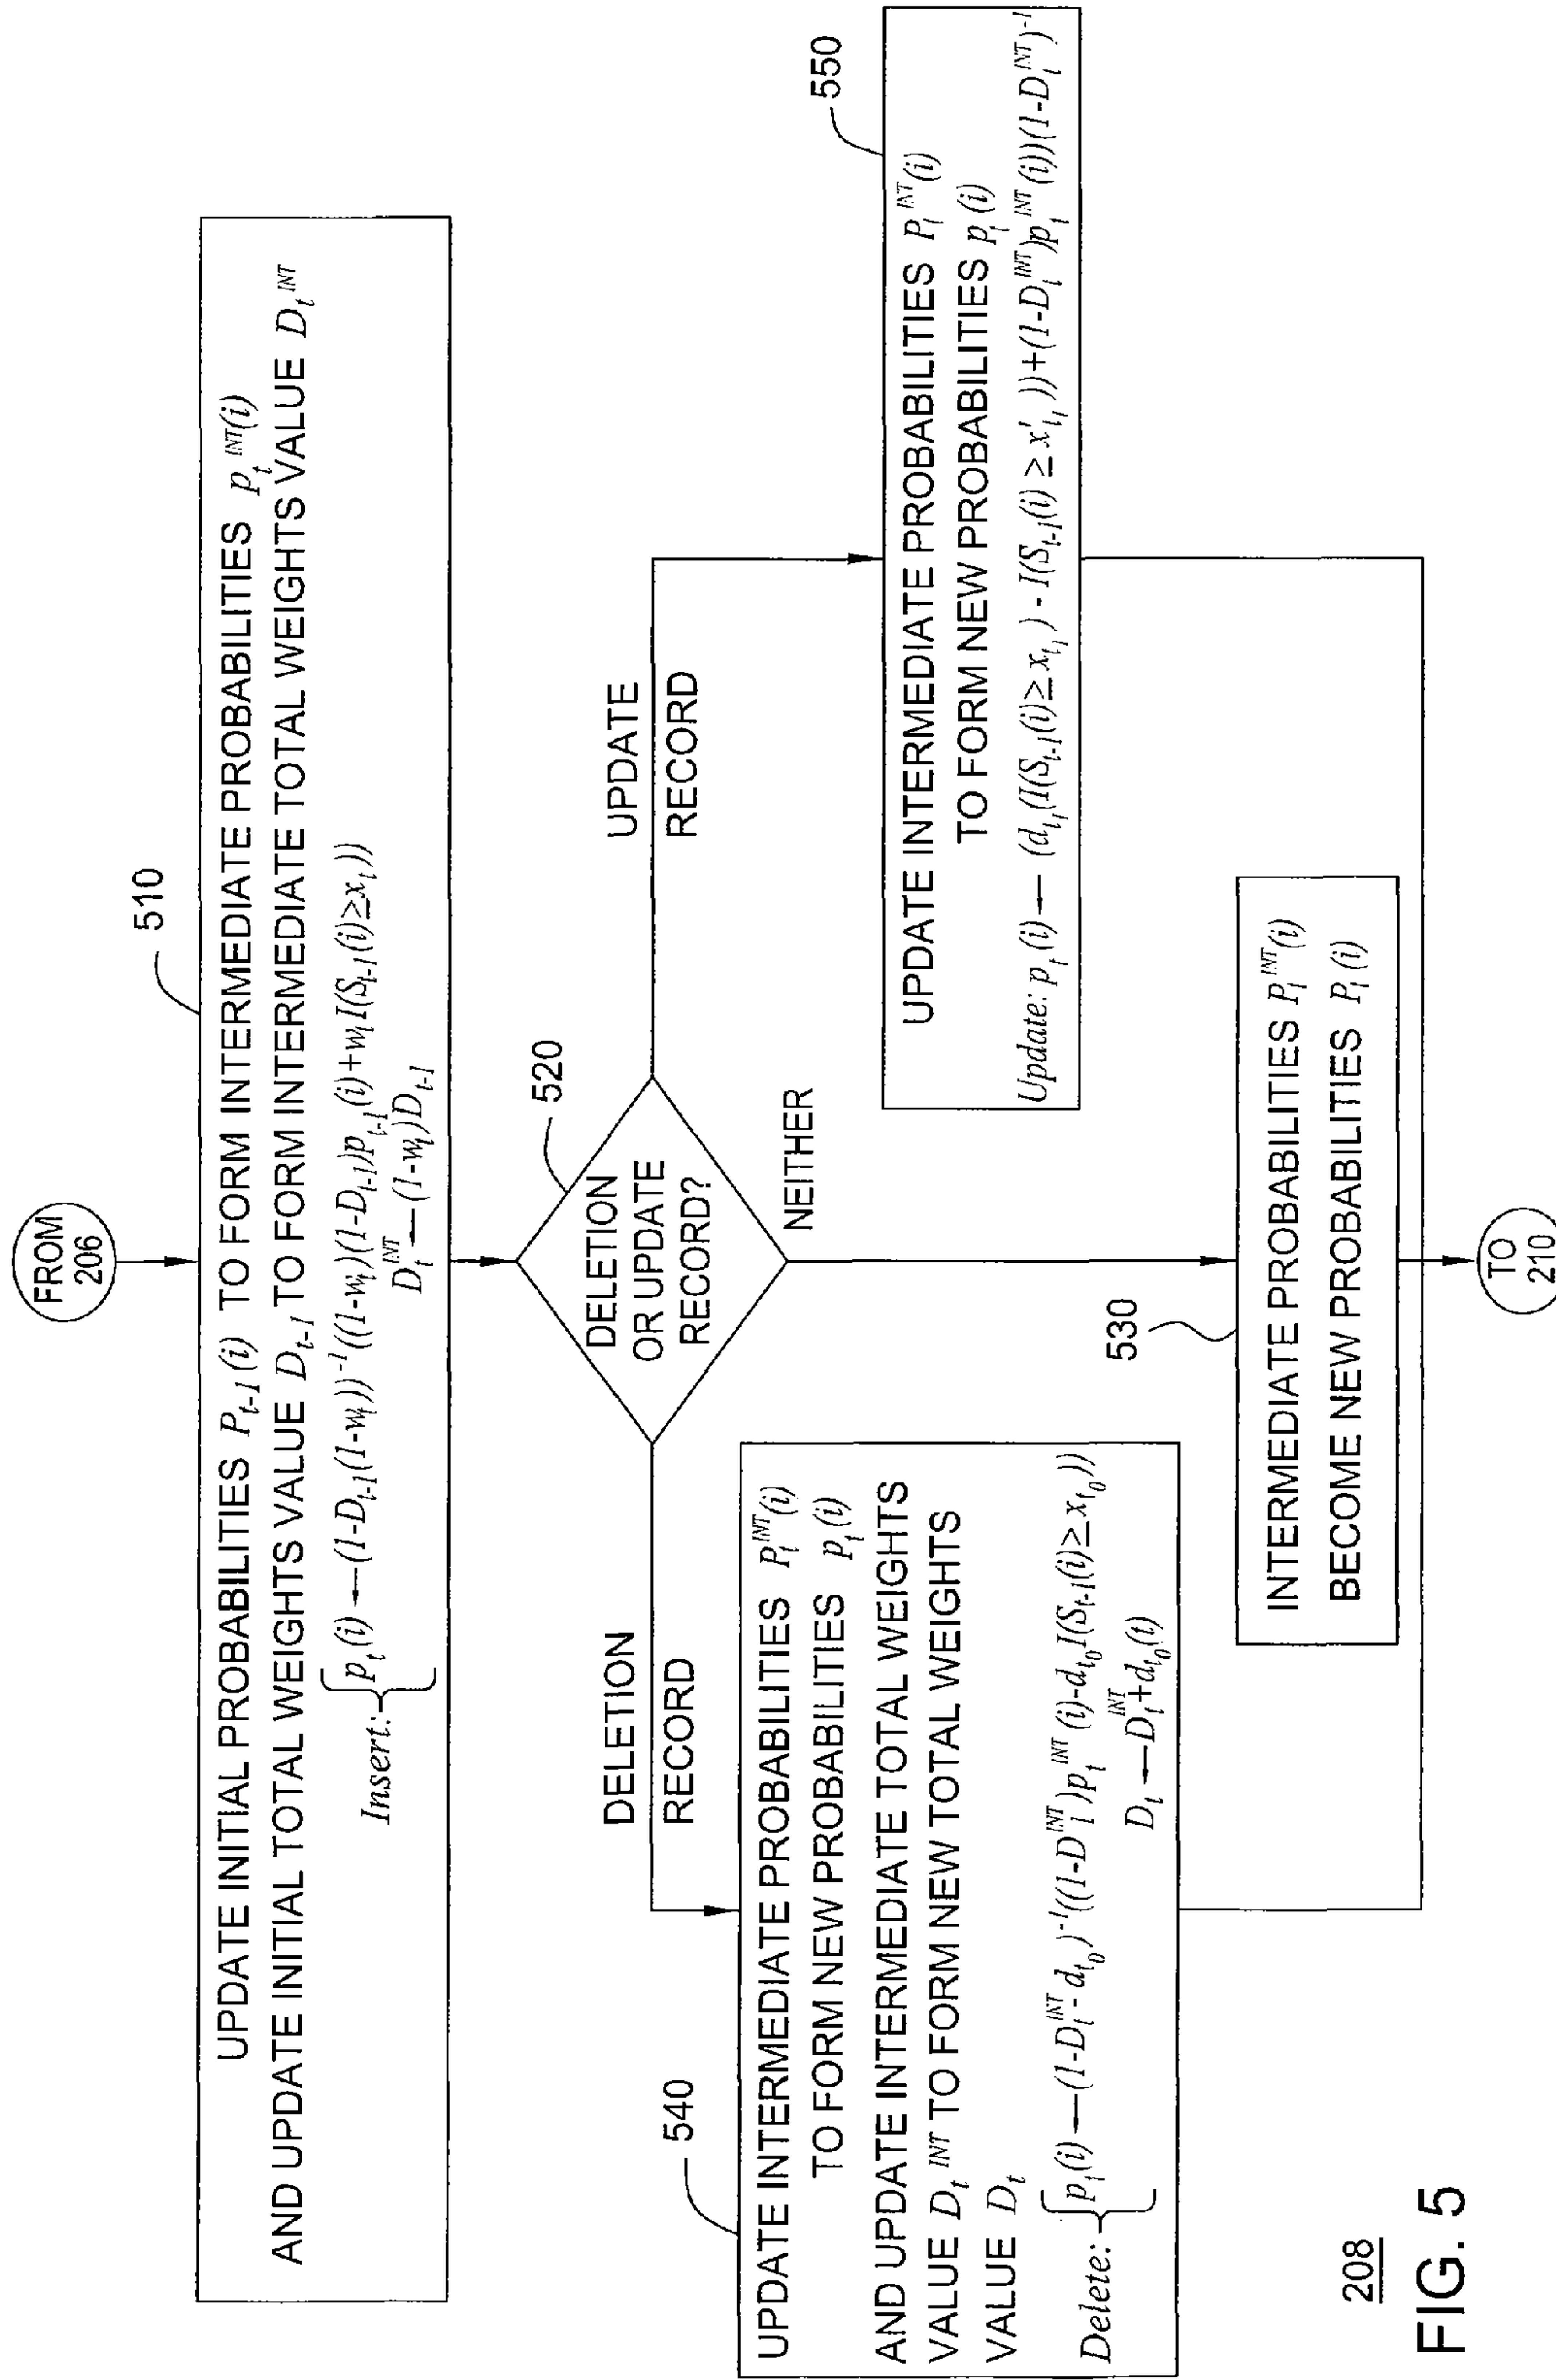 FROM
206
510
UPDATE INITIAL PROBABILITIES P_{t-1}(i) TO FORM INTERMEDIATE PROBABILITIES p_t^{INT}(i)
AND UPDATE INITIAL TOTAL WEIGHTS VALUE D_{t-1} TO FORM INTERMEDIATE TOTAL WEIGHTS VALUE D_t^{INT}
Insert: { p_t(i) ← (1-D_{t-1}(1-w_t))^{-1}((1-w_t)(1-D_{t-1})p_{t-1}(i)+w_t I(S_{t-1}(i)≥x_t))
D_t^{INT} ← (1-w_t)D_{t-1}
520
DELETION
OR UPDATE
RECORD?
DELETION
RECORD
UPDATE
RECORD
NEITHER
540
UPDATE INTERMEDIATE PROBABILITIES P_t^{INT}(i)
TO FORM NEW PROBABILITIES p_t(i)
AND UPDATE INTERMEDIATE TOTAL WEIGHTS
VALUE D_t^{INT} TO FORM NEW TOTAL WEIGHTS
VALUE D_t
Delete: { p_t(i) ← (1-D_t^{INT}-d_{t_0})^{-1}((1-D_t^{INT})p_t^{INT}(i)-d_{t_0}I(S_{t-1}(i)≥x_{t_0}))
D_t ← D_t^{INT}+d_{t_0}(t)
550
UPDATE INTERMEDIATE PROBABILITIES P_t^{INT}(i)
TO FORM NEW PROBABILITIES p_t(i)
Update: p_t(i) ← (d_{t_1}(I(S_{t-1}(i)≥x_{t_1}) - I(S_{t-1}(i)≥x'_{t_1}))+(1-D_t^{INT})p_t^{INT}(i))(1-D_t^{INT})^{-1}
530
INTERMEDIATE PROBABILITIES P_t^{INT}(i)
BECOME NEW PROBABILITIES P_t(i)
TO
210
208
FIG. 5